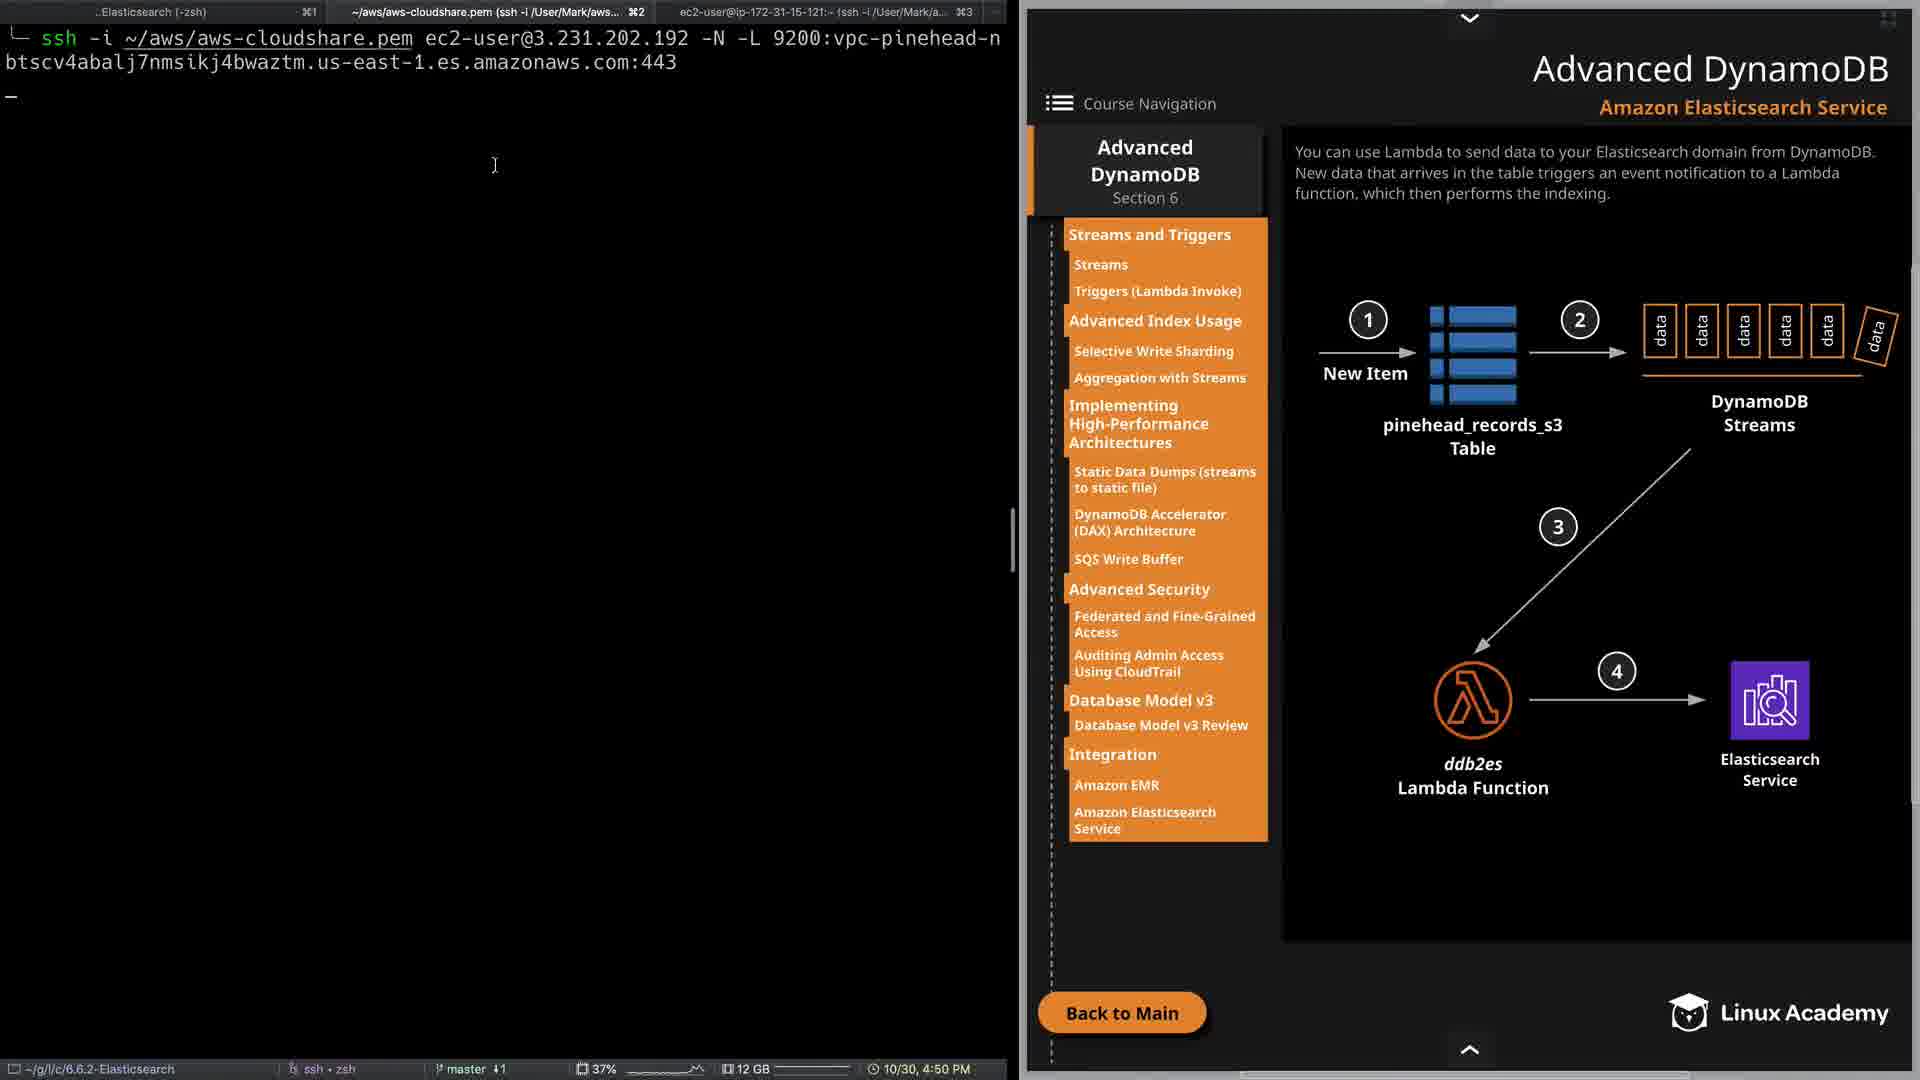 ..Elasticsearch (-zsh) ⌘1 ~/aws/aws-cloudshare.pem (ssh -i /User/Mark/aws... ⌘2 ec2-user@ip-172-31-15-121:~ (ssh -i /User/Mark/a... ⌘3
ssh -i ~/aws/aws-cloudshare.pem ec2-user@3.231.202.192 -N -L 9200:vpc-pinehead-n
btscv4abalj7nmsikj4bwaztm.us-east-1.es.amazonaws.com:443
~/g/l/c/6.6.2-Elasticsearch ssh • zsh master ↓1 37% 12 GB 10/30, 4:50 PM
Advanced DynamoDB
Amazon Elasticsearch Service
Course Navigation
Advanced
DynamoDB
Section 6
Streams and Triggers
Streams
Triggers (Lambda Invoke)
Advanced Index Usage
Selective Write Sharding
Aggregation with Streams
Implementing
High-Performance
Architectures
Static Data Dumps (streams
to static file)
DynamoDB Accelerator
(DAX) Architecture
SQS Write Buffer
Advanced Security
Federated and Fine-Grained
Access
Auditing Admin Access
Using CloudTrail
Database Model v3
Database Model v3 Review
Integration
Amazon EMR
Amazon Elasticsearch
Service
Back to Main
You can use Lambda to send data to your Elasticsearch domain from DynamoDB.
New data that arrives in the table triggers an event notification to a Lambda
function, which then performs the indexing.
1
New Item
pinehead_records_s3
Table
2
data data data data data data
DynamoDB
Streams
3
ddb2es
Lambda Function
4
Elasticsearch
Service
Linux Academy